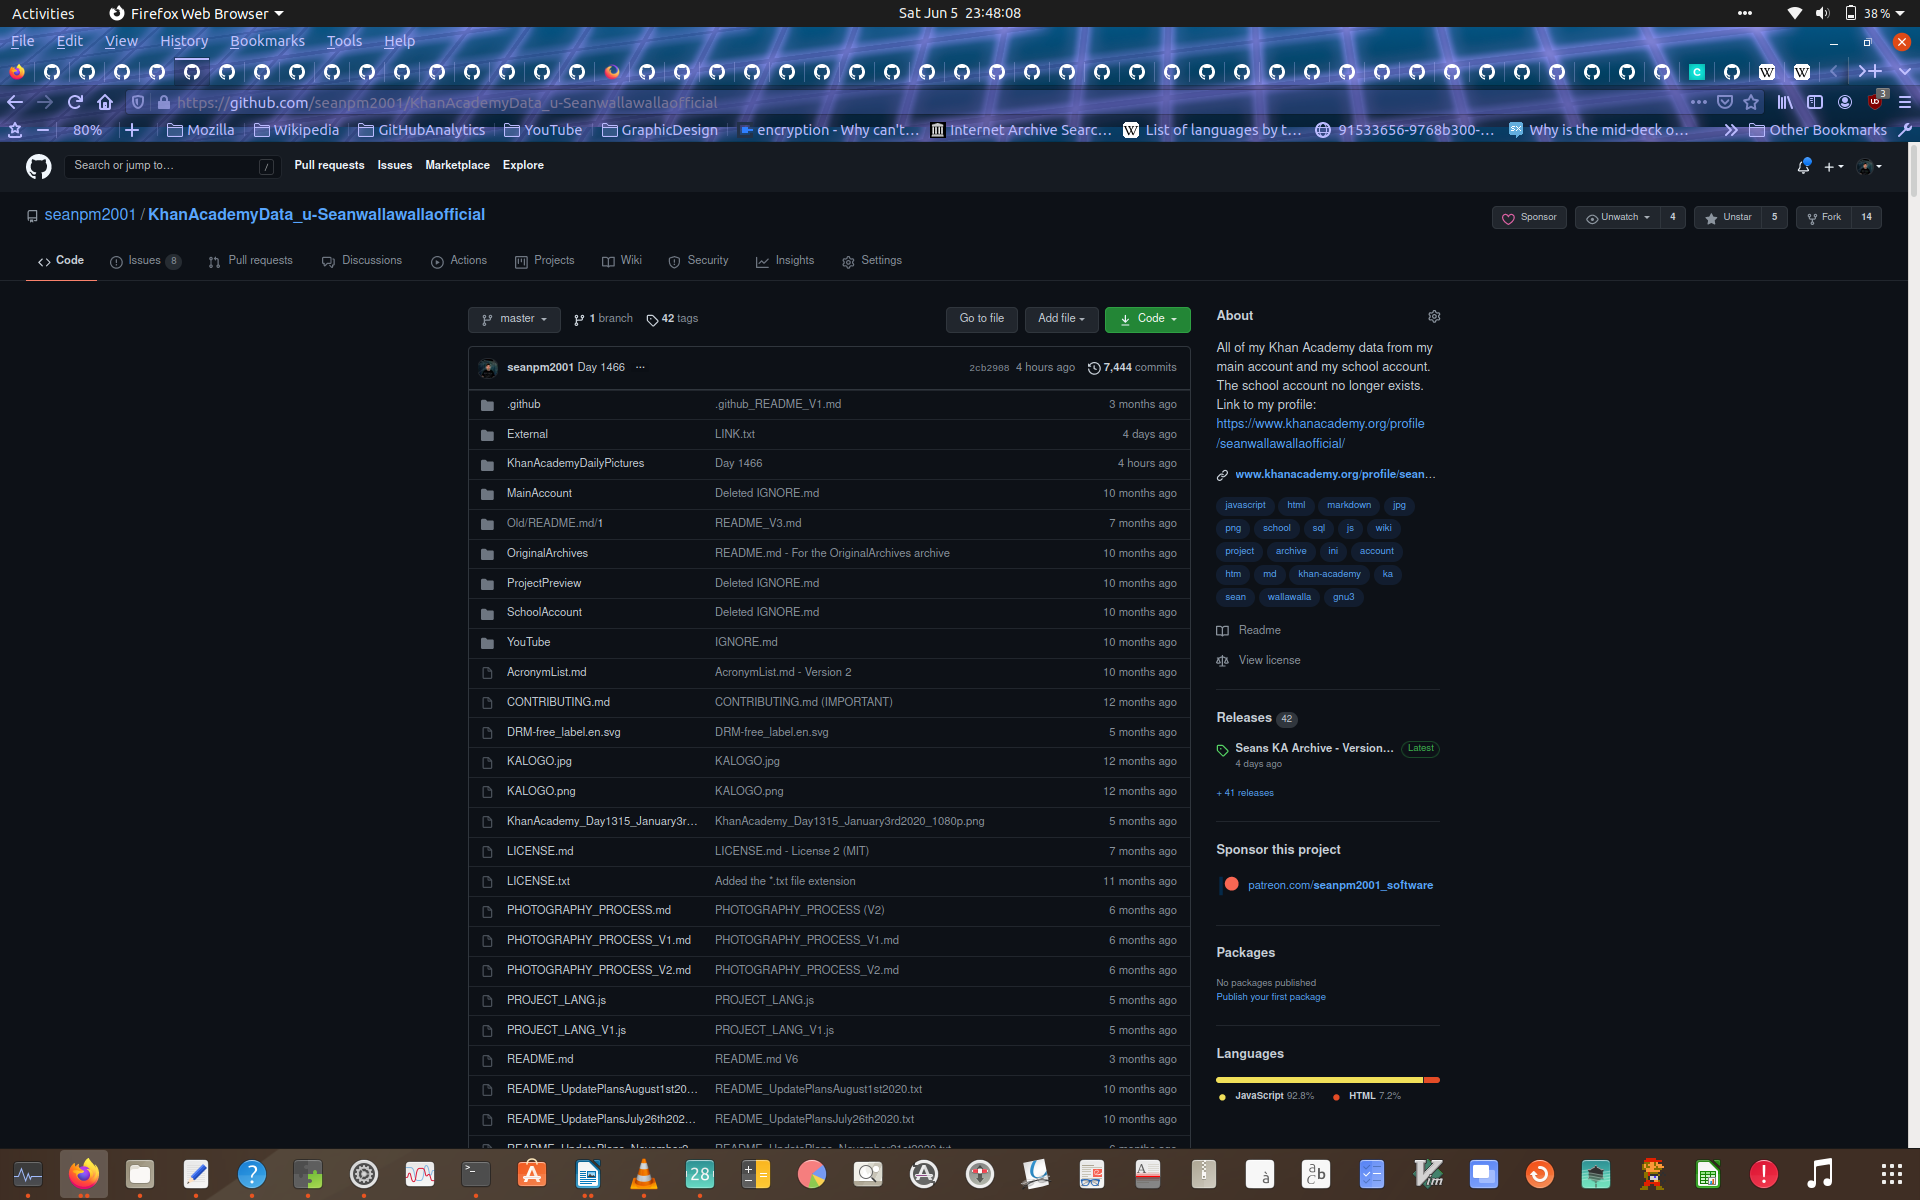 Activities
Firefox Web Browser
Sat Jun 5 23:48:08
38 %
File Edit View History Bookmarks Tools Help
https://github.com/seanpm2001/KhanAcademyData_u-Seanwallawallaofficial
3
80%
Mozilla
Wikipedia
GitHubAnalytics
YouTube
GraphicDesign
encryption - Why can't…
Internet Archive Searc…
List of languages by t…
91533656-9768b300-…
Why is the mid-deck o…
Other Bookmarks
Search or jump to…
/
Pull requests Issues Marketplace Explore
seanpm2001 / KhanAcademyData_u-Seanwallawallaofficial
Sponsor
Unwatch 4
Unstar 5
Fork 14
Code
Issues 8
Pull requests
Discussions
Actions
Projects
Wiki
Security
Insights
Settings
master
1 branch
42 tags
Go to file
Add file
Code
seanpm2001 Day 1466 ...
2cb2908 4 hours ago
7,444 commits
.github .github_README_V1.md 3 months ago
External LINK.txt 4 days ago
KhanAcademyDailyPictures Day 1466 4 hours ago
MainAccount Deleted IGNORE.md 10 months ago
Old/README.md/1 README_V3.md 7 months ago
OriginalArchives README.md - For the OriginalArchives archive 10 months ago
ProjectPreview Deleted IGNORE.md 10 months ago
SchoolAccount Deleted IGNORE.md 10 months ago
YouTube IGNORE.md 10 months ago
AcronymList.md AcronymList.md - Version 2 10 months ago
CONTRIBUTING.md CONTRIBUTING.md (IMPORTANT) 12 months ago
DRM-free_label.en.svg DRM-free_label.en.svg 5 months ago
KALOGO.jpg KALOGO.jpg 12 months ago
KALOGO.png KALOGO.png 12 months ago
KhanAcademy_Day1315_January3r… KhanAcademy_Day1315_January3rd2020_1080p.png 5 months ago
LICENSE.md LICENSE.md - License 2 (MIT) 7 months ago
LICENSE.txt Added the *.txt file extension 11 months ago
PHOTOGRAPHY_PROCESS.md PHOTOGRAPHY_PROCESS (V2) 6 months ago
PHOTOGRAPHY_PROCESS_V1.md PHOTOGRAPHY_PROCESS_V1.md 6 months ago
PHOTOGRAPHY_PROCESS_V2.md PHOTOGRAPHY_PROCESS_V2.md 6 months ago
PROJECT_LANG.js PROJECT_LANG.js 5 months ago
PROJECT_LANG_V1.js PROJECT_LANG_V1.js 5 months ago
README.md README.md V6 3 months ago
README_UpdatePlansAugust1st20… README_UpdatePlansAugust1st2020.txt 10 months ago
README_UpdatePlansJuly26th202… README_UpdatePlansJuly26th2020.txt 10 months ago
About
All of my Khan Academy data from my
main account and my school account.
The school account no longer exists.
Link to my profile:
https://www.khanacademy.org/profile
/seanwallawallaofficial/
www.khanacademy.org/profile/sean…
javascript html markdown jpg
png school sql js wiki
project archive ini account
htm md khan-academy ka
sean wallawalla gnu3
Readme
View license
Releases 42
Seans KA Archive - Version… Latest
4 days ago
+ 41 releases
Sponsor this project
patreon.com/seanpm2001_software
Packages
No packages published
Publish your first package
Languages
JavaScript 92.8% HTML 7.2%
28